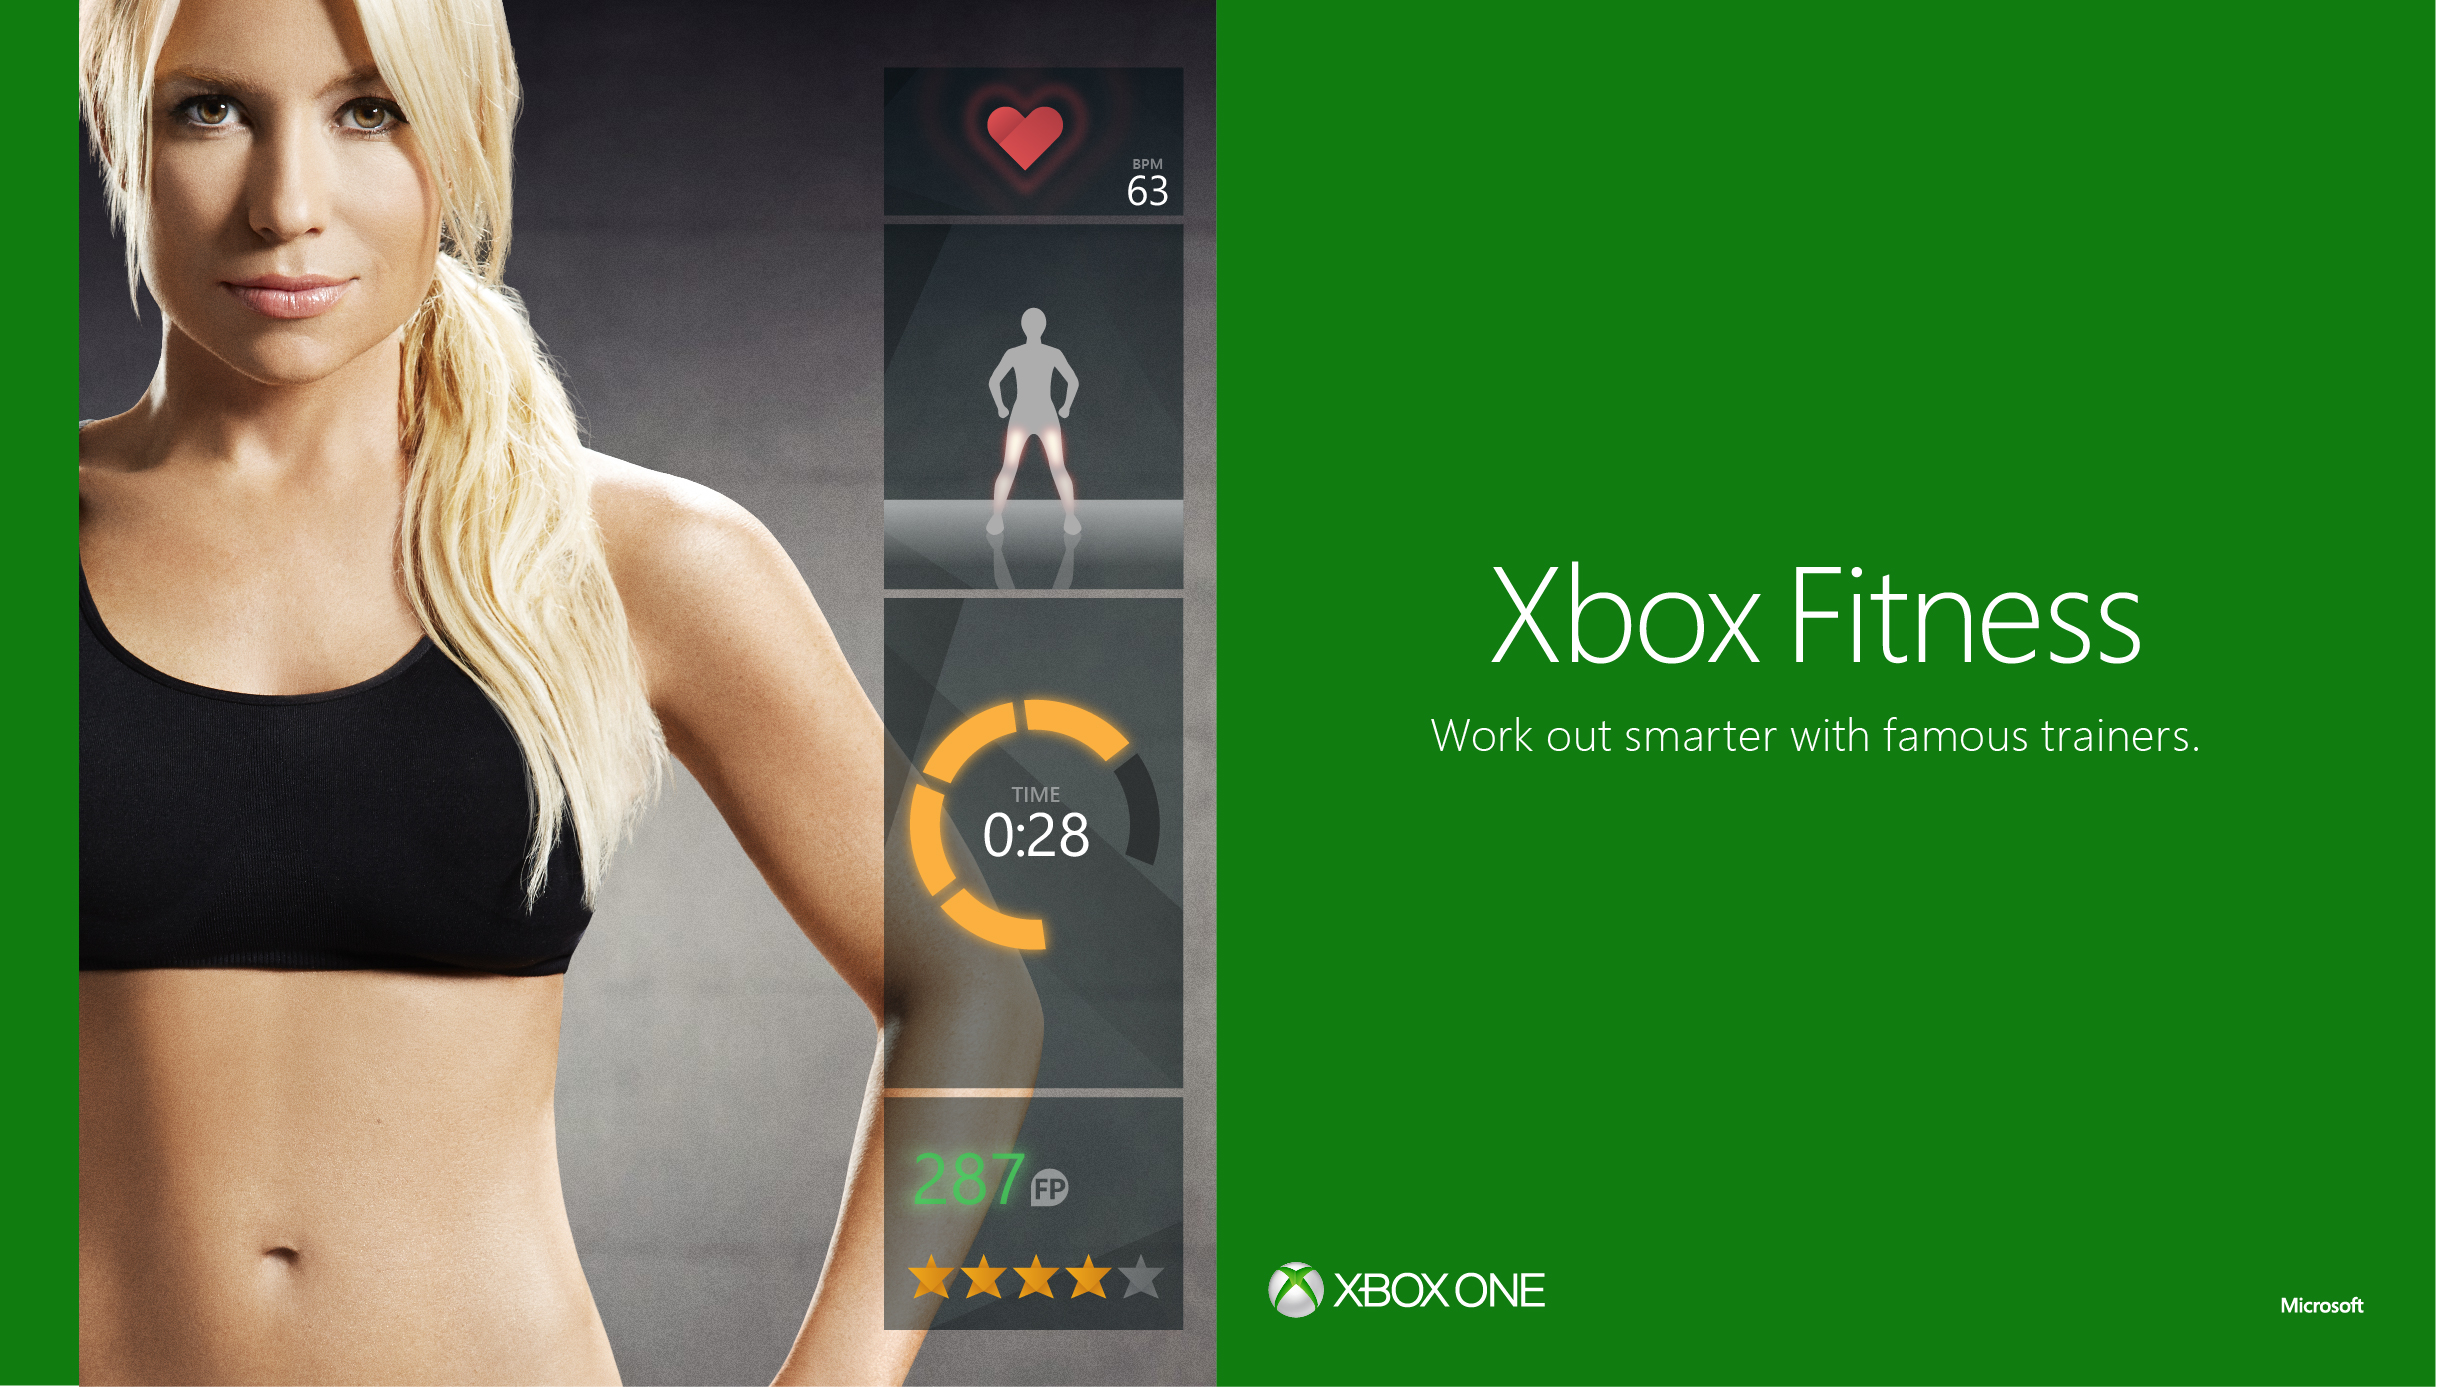 BPM
63
TIME
0:28
287 FP
Xbox Fitness
Work out smarter with famous trainers.
XBOX ONE
Microsoft